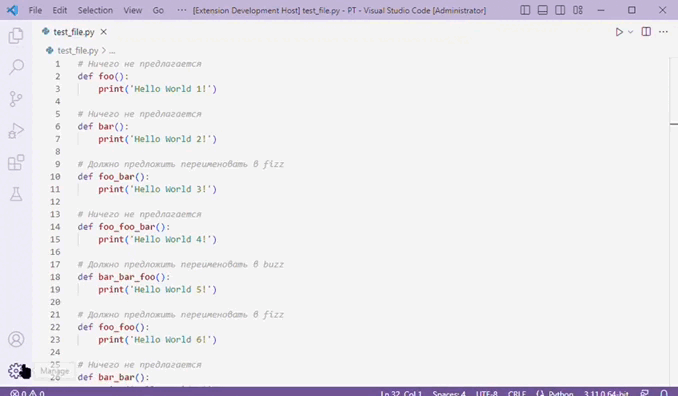 File Edit Selection View Go ··· [Extension Development Host] test_file.py - PT - Visual Studio Code [Administrator]
test_file.py
test_file.py > ...
1 # Ничего не предлагается
2 def foo():
3 print('Hello World 1!')
4
5 # Ничего не предлагается
6 def bar():
7 print('Hello World 2!')
8
9 # Должно предложить переименовать в fizz
10 def foo_bar():
11 print('Hello World 3!')
12
13 # Ничего не предлагается
14 def foo_foo_bar():
15 print('Hello World 4!')
16
17 # Должно предложить переименовать в buzz
18 def bar_bar_foo():
19 print('Hello World 5!')
20
21 # Должно предложить переименовать в fizz
22 def foo_foo():
23 print('Hello World 6!')
24
25 # Ничего не предлагается
26 def bar_bar():
Manage
0 0 Ln 32, Col 1 Spaces: 4 UTF-8 CRLF Python 3.11.0 64-bit